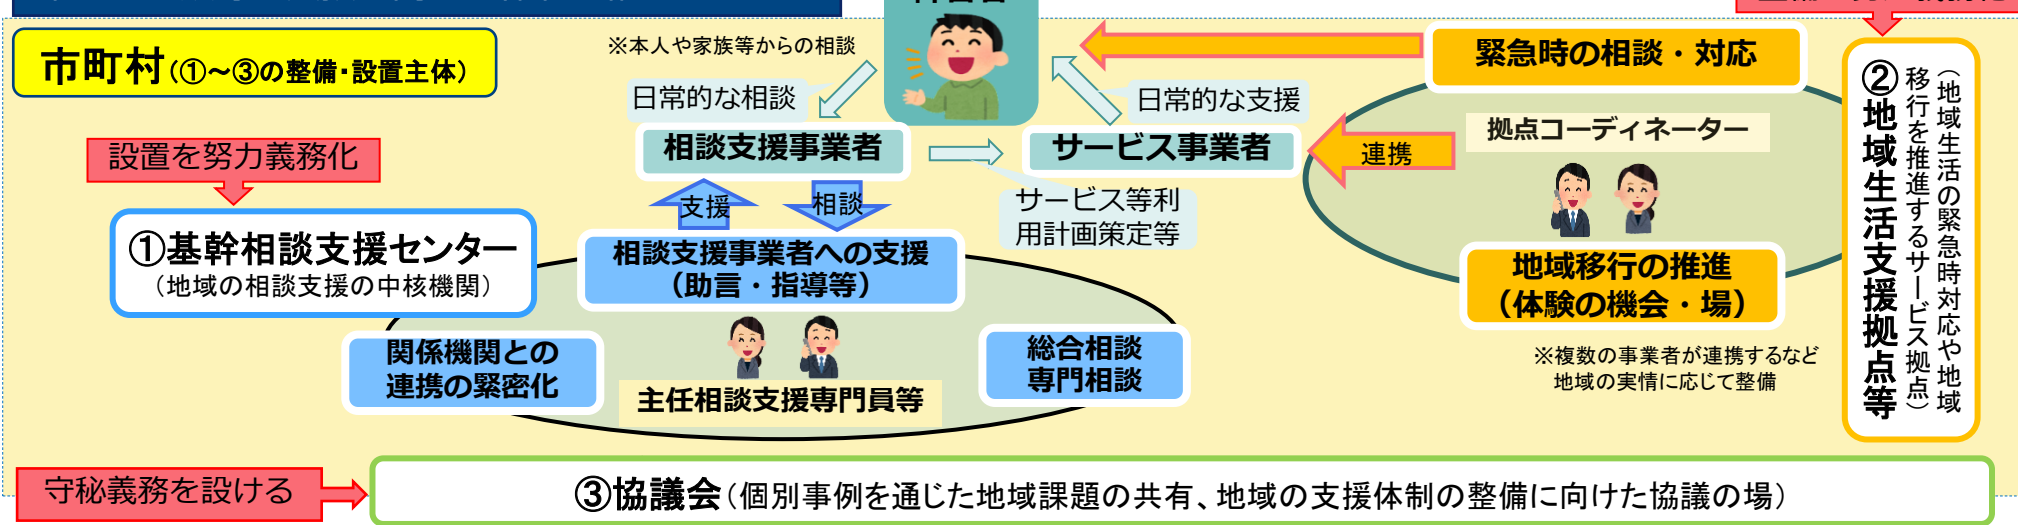 市町村(①～③の整備・設置主体)
※本人や家族等からの相談
日常的な相談
日常的な支援
相談支援事業者
サービス事業者
サービス等利
用計画策定等
緊急時の相談・対応
拠点コーディネーター
連携
地域移行の推進
(体験の機会・場)
※複数の事業者が連携するなど
地域の実情に応じて整備
②地域生活支援拠点等
(地域生活の緊急時対応や地域
移行を推進するサービス拠点)
設置を努力義務化
①基幹相談支援センター
(地域の相談支援の中核機関)
支援
相談
相談支援事業者への支援
(助言・指導等)
関係機関との
連携の緊密化
総合相談
専門相談
主任相談支援専門員等
守秘義務を設ける
③協議会(個別事例を通じた地域課題の共有、地域の支援体制の整備に向けた協議の場)